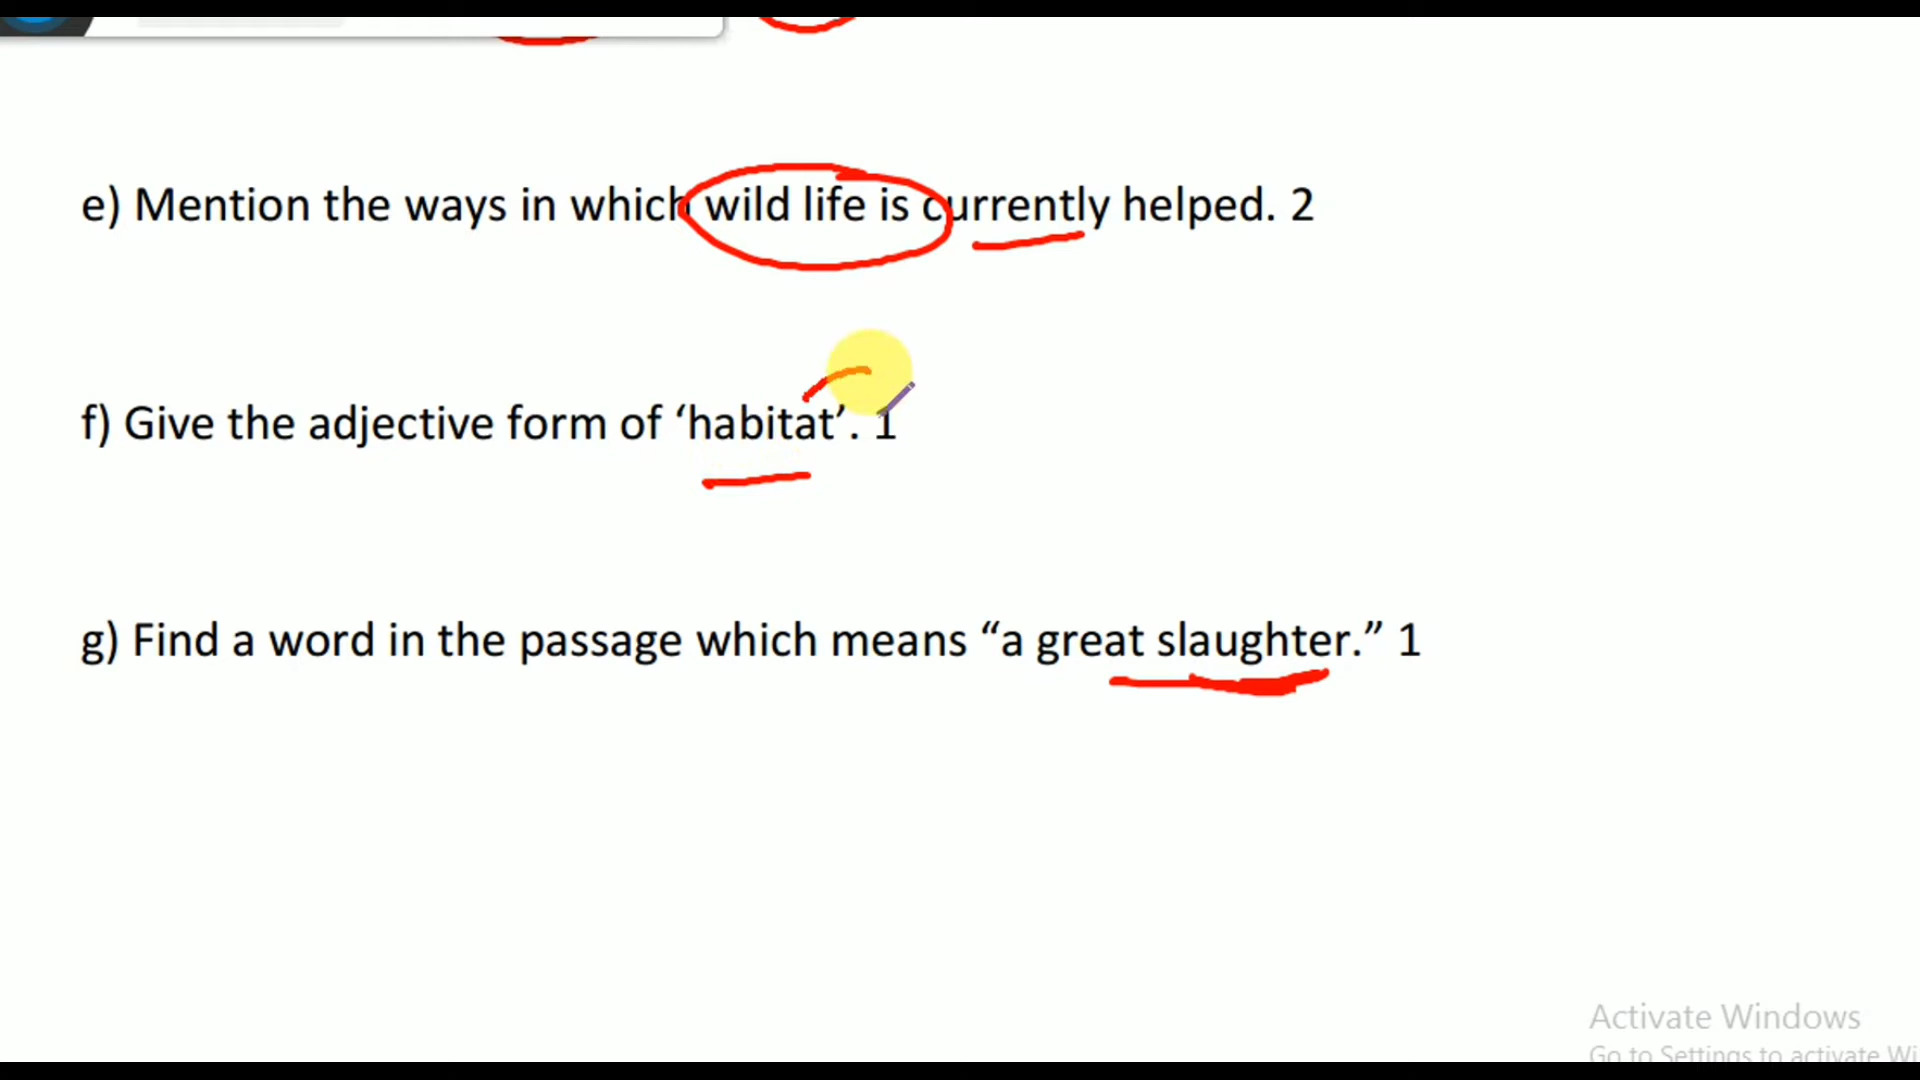 e) Mention the ways in which wild life is currently helped. 2
f) Give the adjective form of ‘habitat’. 1
g) Find a word in the passage which means “a great slaughter.” 1
Activate Windows
Go to Settings to activate Wi